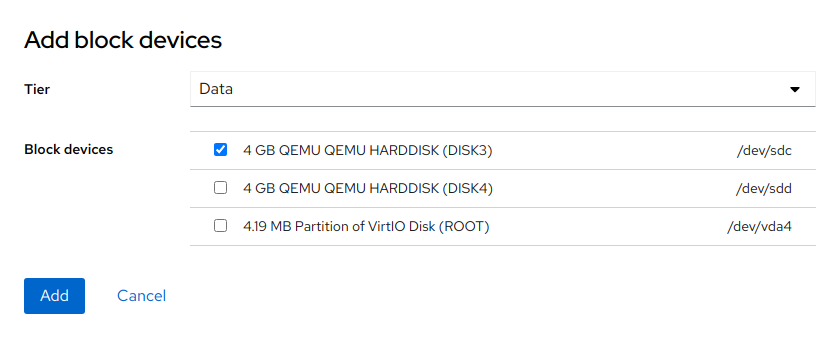 Add block devices
Tier Data
Block devices 4 GB QEMU QEMU HARDDISK (DISK3) /dev/sdc
4 GB QEMU QEMU HARDDISK (DISK4) /dev/sdd
4.19 MB Partition of VirtIO Disk (ROOT) /dev/vda4
Add Cancel